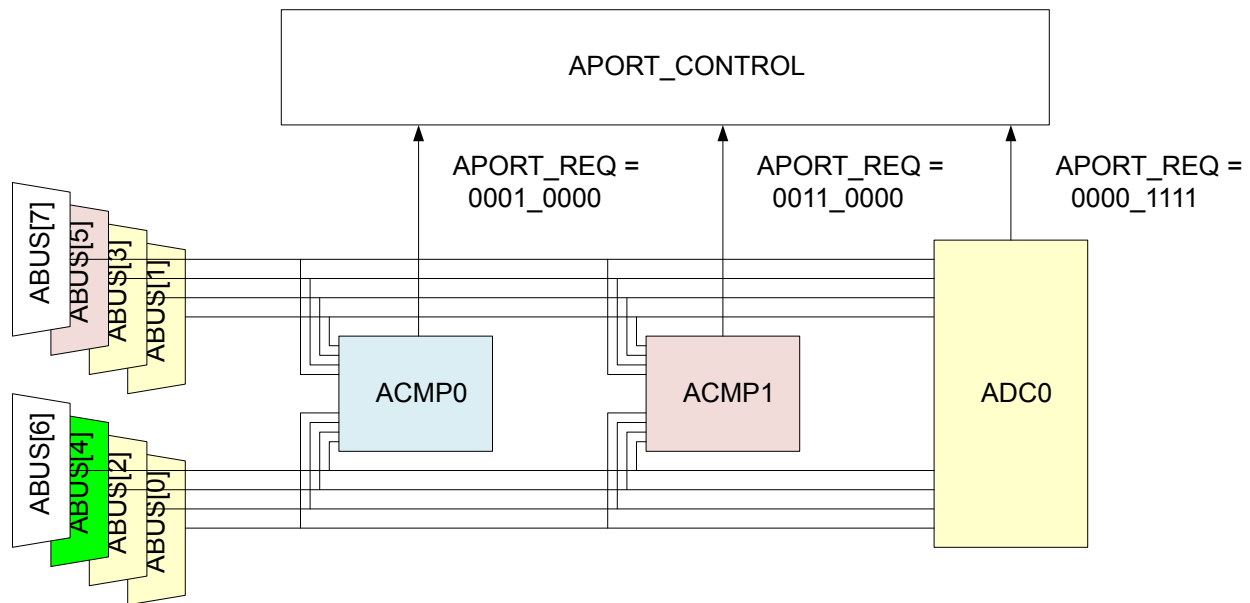 APORT_CONTROL
APORT_REQ =
0001_0000
APORT_REQ =
0011_0000
APORT_REQ =
0000_1111
ABUS[7]
ABUS[5]
ABUS[3]
ABUS[1]
ACMP0
ACMP1
ADC0
ABUS[6]
ABUS[4]
ABUS[2]
ABUS[0]